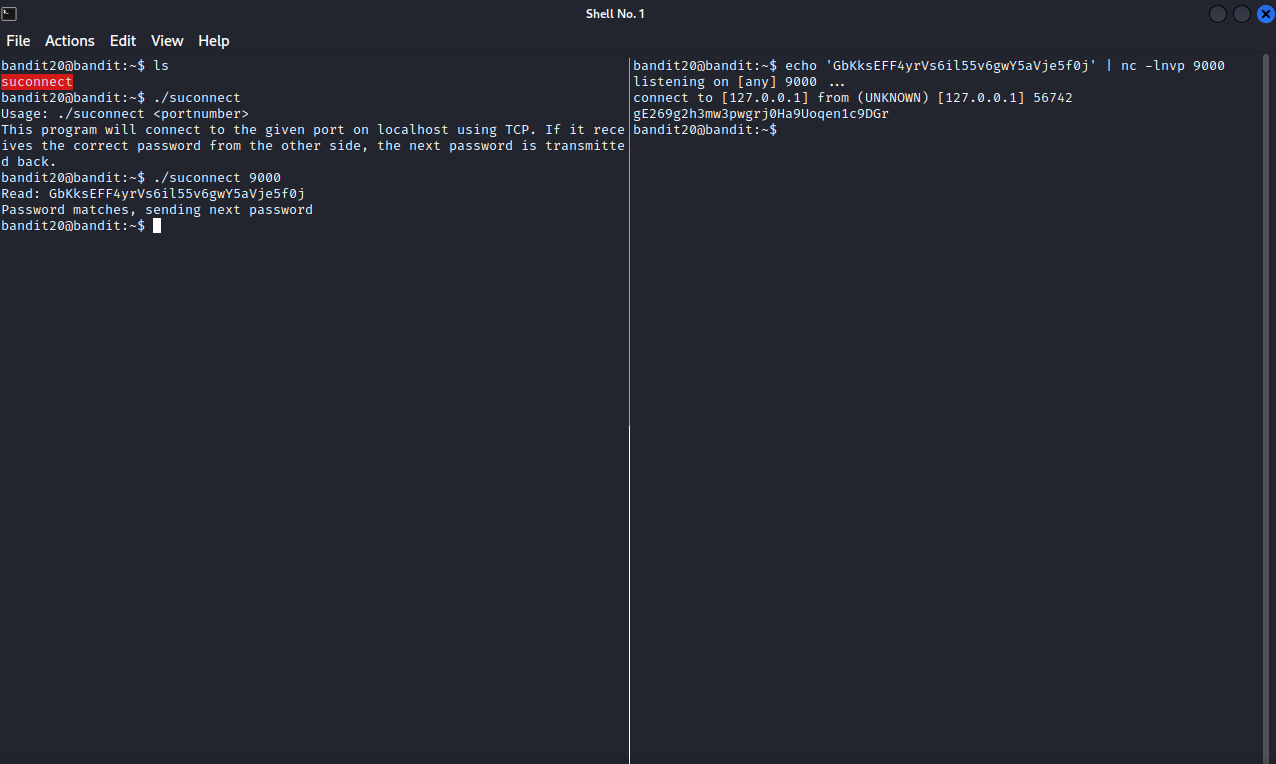 Shell No. 1
File Actions Edit View Help
bandit20@bandit:~$ ls
suconnect
bandit20@bandit:~$ ./suconnect
Usage: ./suconnect <portnumber>
This program will connect to the given port on localhost using TCP. If it rece
ives the correct password from the other side, the next password is transmitte
d back.
bandit20@bandit:~$ ./suconnect 9000
Read: GbKksEFF4yrVs6il55v6gwY5aVje5f0j
Password matches, sending next password
bandit20@bandit:~$
bandit20@bandit:~$ echo 'GbKksEFF4yrVs6il55v6gwY5aVje5f0j' | nc -lnvp 9000
listening on [any] 9000 ...
connect to [127.0.0.1] from (UNKNOWN) [127.0.0.1] 56742
gE269g2h3mw3pwgrj0Ha9Uoqen1c9DGr
bandit20@bandit:~$